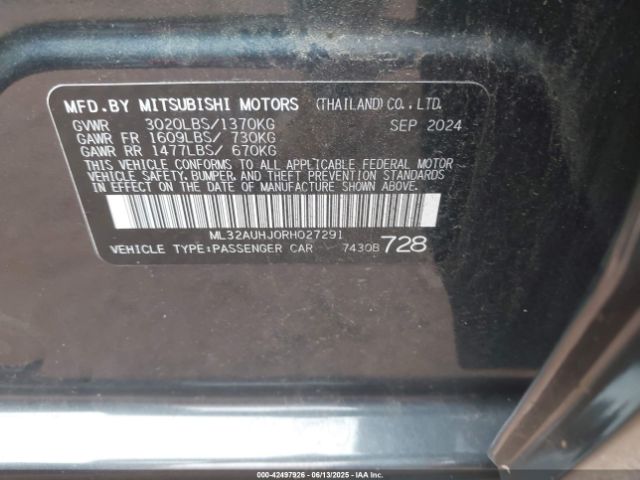 MFD.BY MITSUBISHI MOTORS (THAILAND)CO.,LTD.
GVWR 3020LBS/1370KG SEP 2024
GAWR FR 1609LBS/ 730KG
GAWR RR 1477LBS/ 670KG
THIS VEHICLE CONFORMS TO ALL APPLICABLE FEDERAL MOTOR
VEHICLE SAFETY, BUMPER, AND THEFT PREVENTION STANDARDS
IN EFFECT ON THE DATE OF MANUFACTURE SHOWN ABOVE.
ML32AUHJ0RH027291
VEHICLE TYPE:PASSENGER CAR 7430B 728
000-42497926 - 06/13/2025 - Copyright © 2025 IAA, Inc.